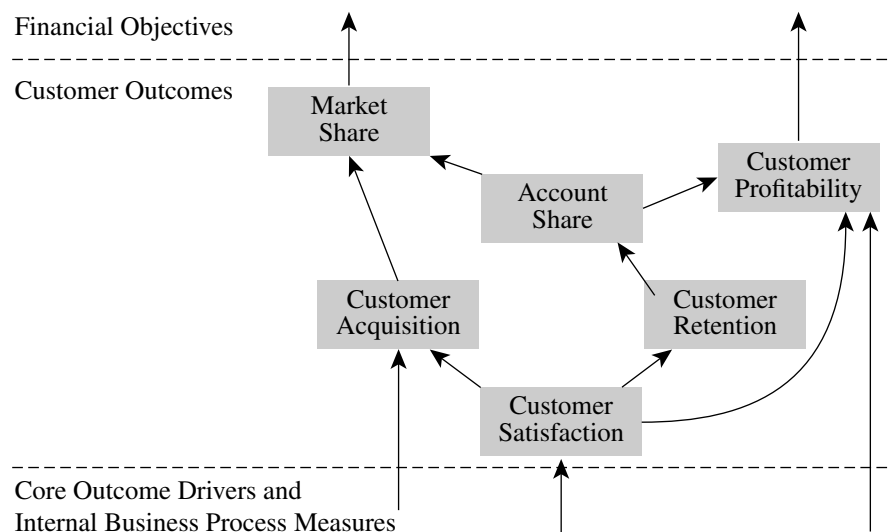 Financial Objectives
Customer Outcomes
Market
Share
Customer
Profitability
Account
Share
Customer
Acquisition
Customer
Retention
Customer
Satisfaction
Core Outcome Drivers and
Internal Business Process Measures